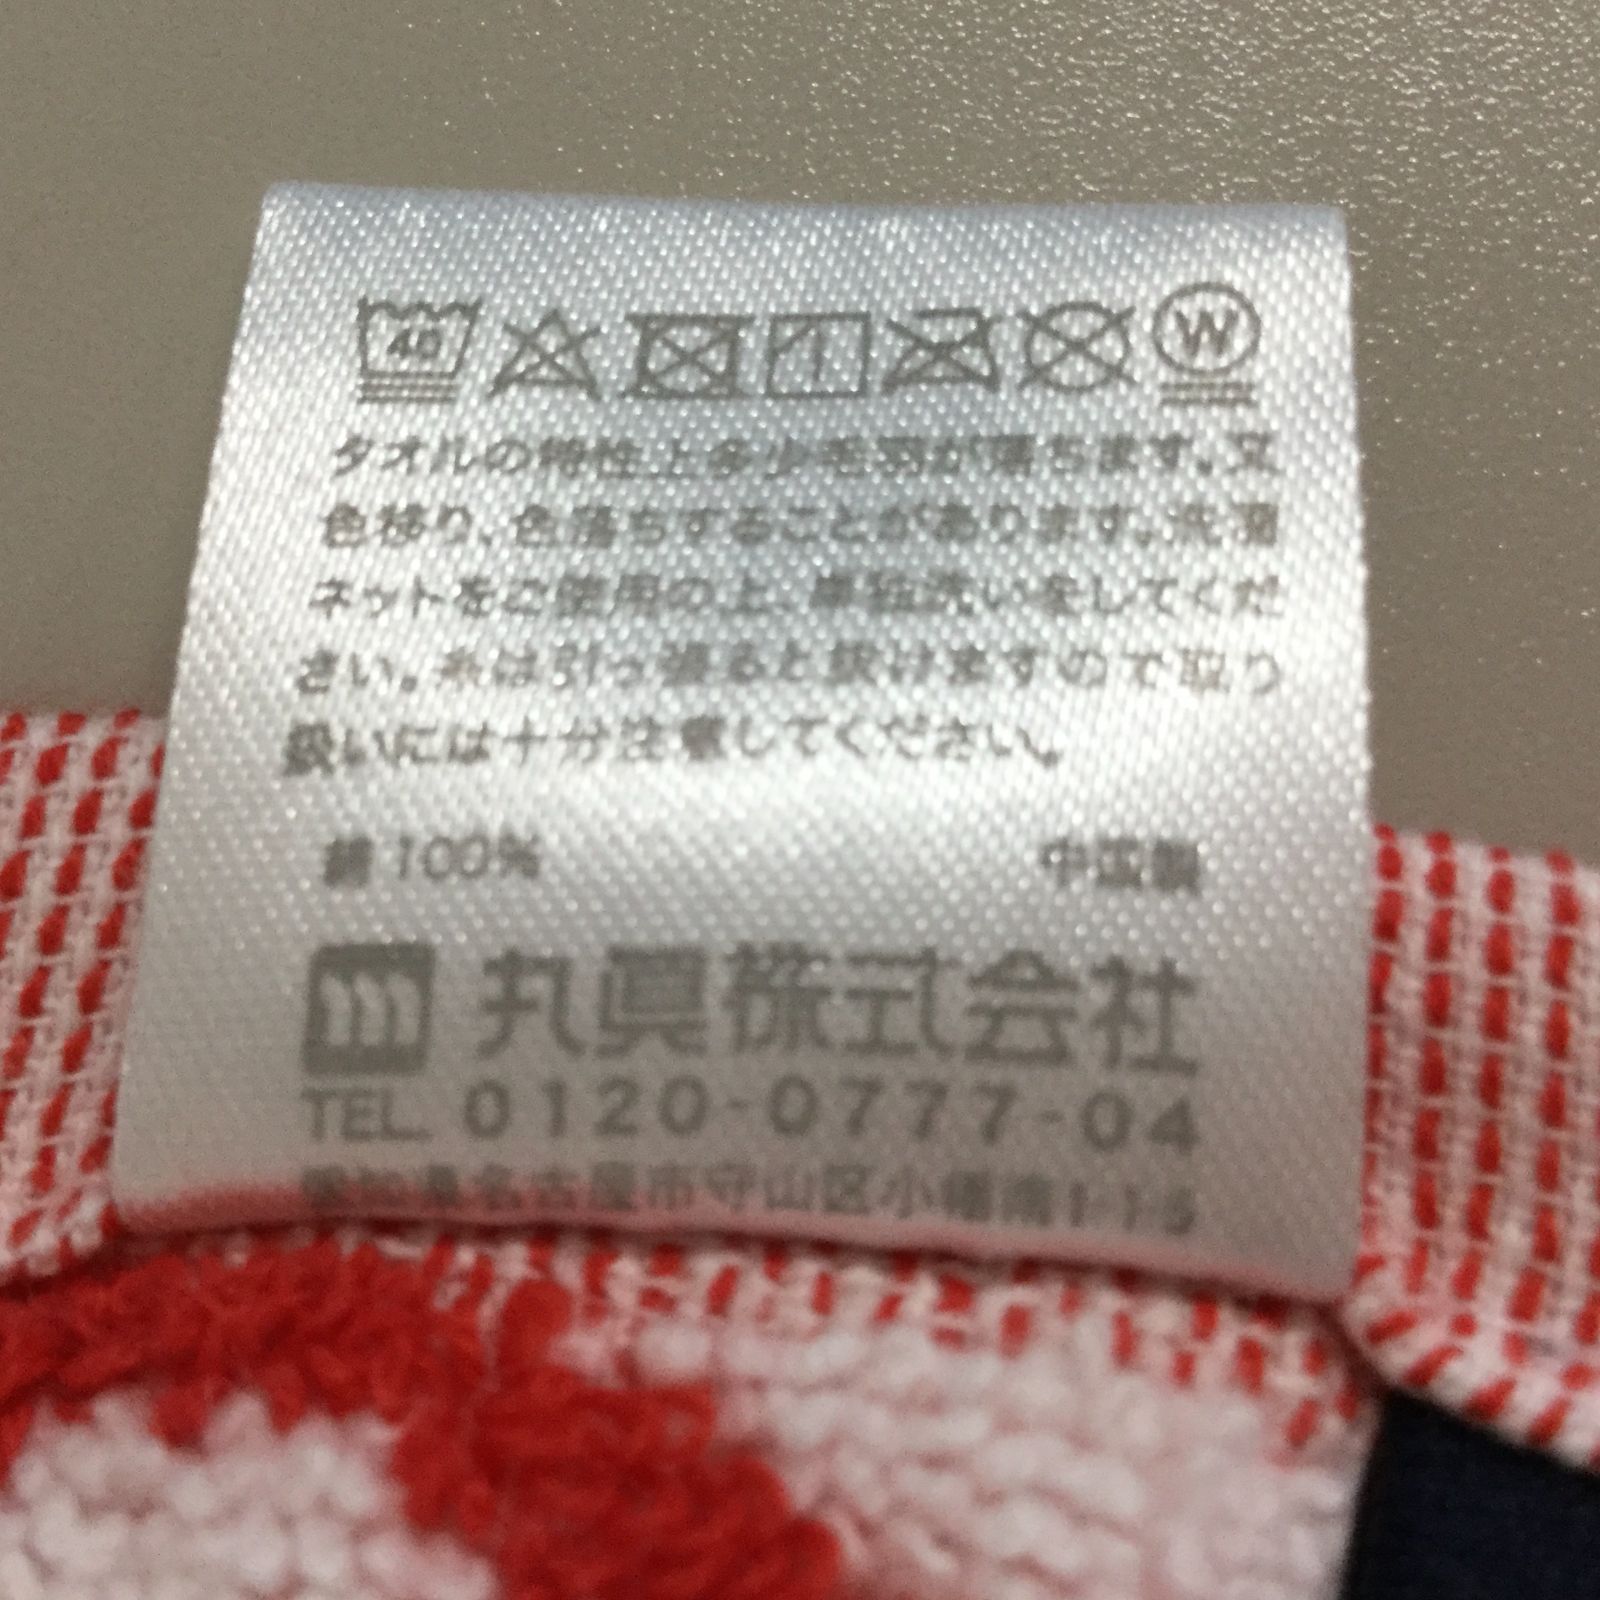 40
W
タオルの特性上多少毛羽が落ちます。又
色移り、色落ちすることがあります。洗濯
ネットをご使用の上、単独洗いをしてくだ
さい。糸は引っ張ると抜けますので取り
扱いには十分注意してください。
綿100% 中国製
丸眞株式会社
TEL. 0120-0777-04
愛知県名古屋市守山区小幡南1-1-5